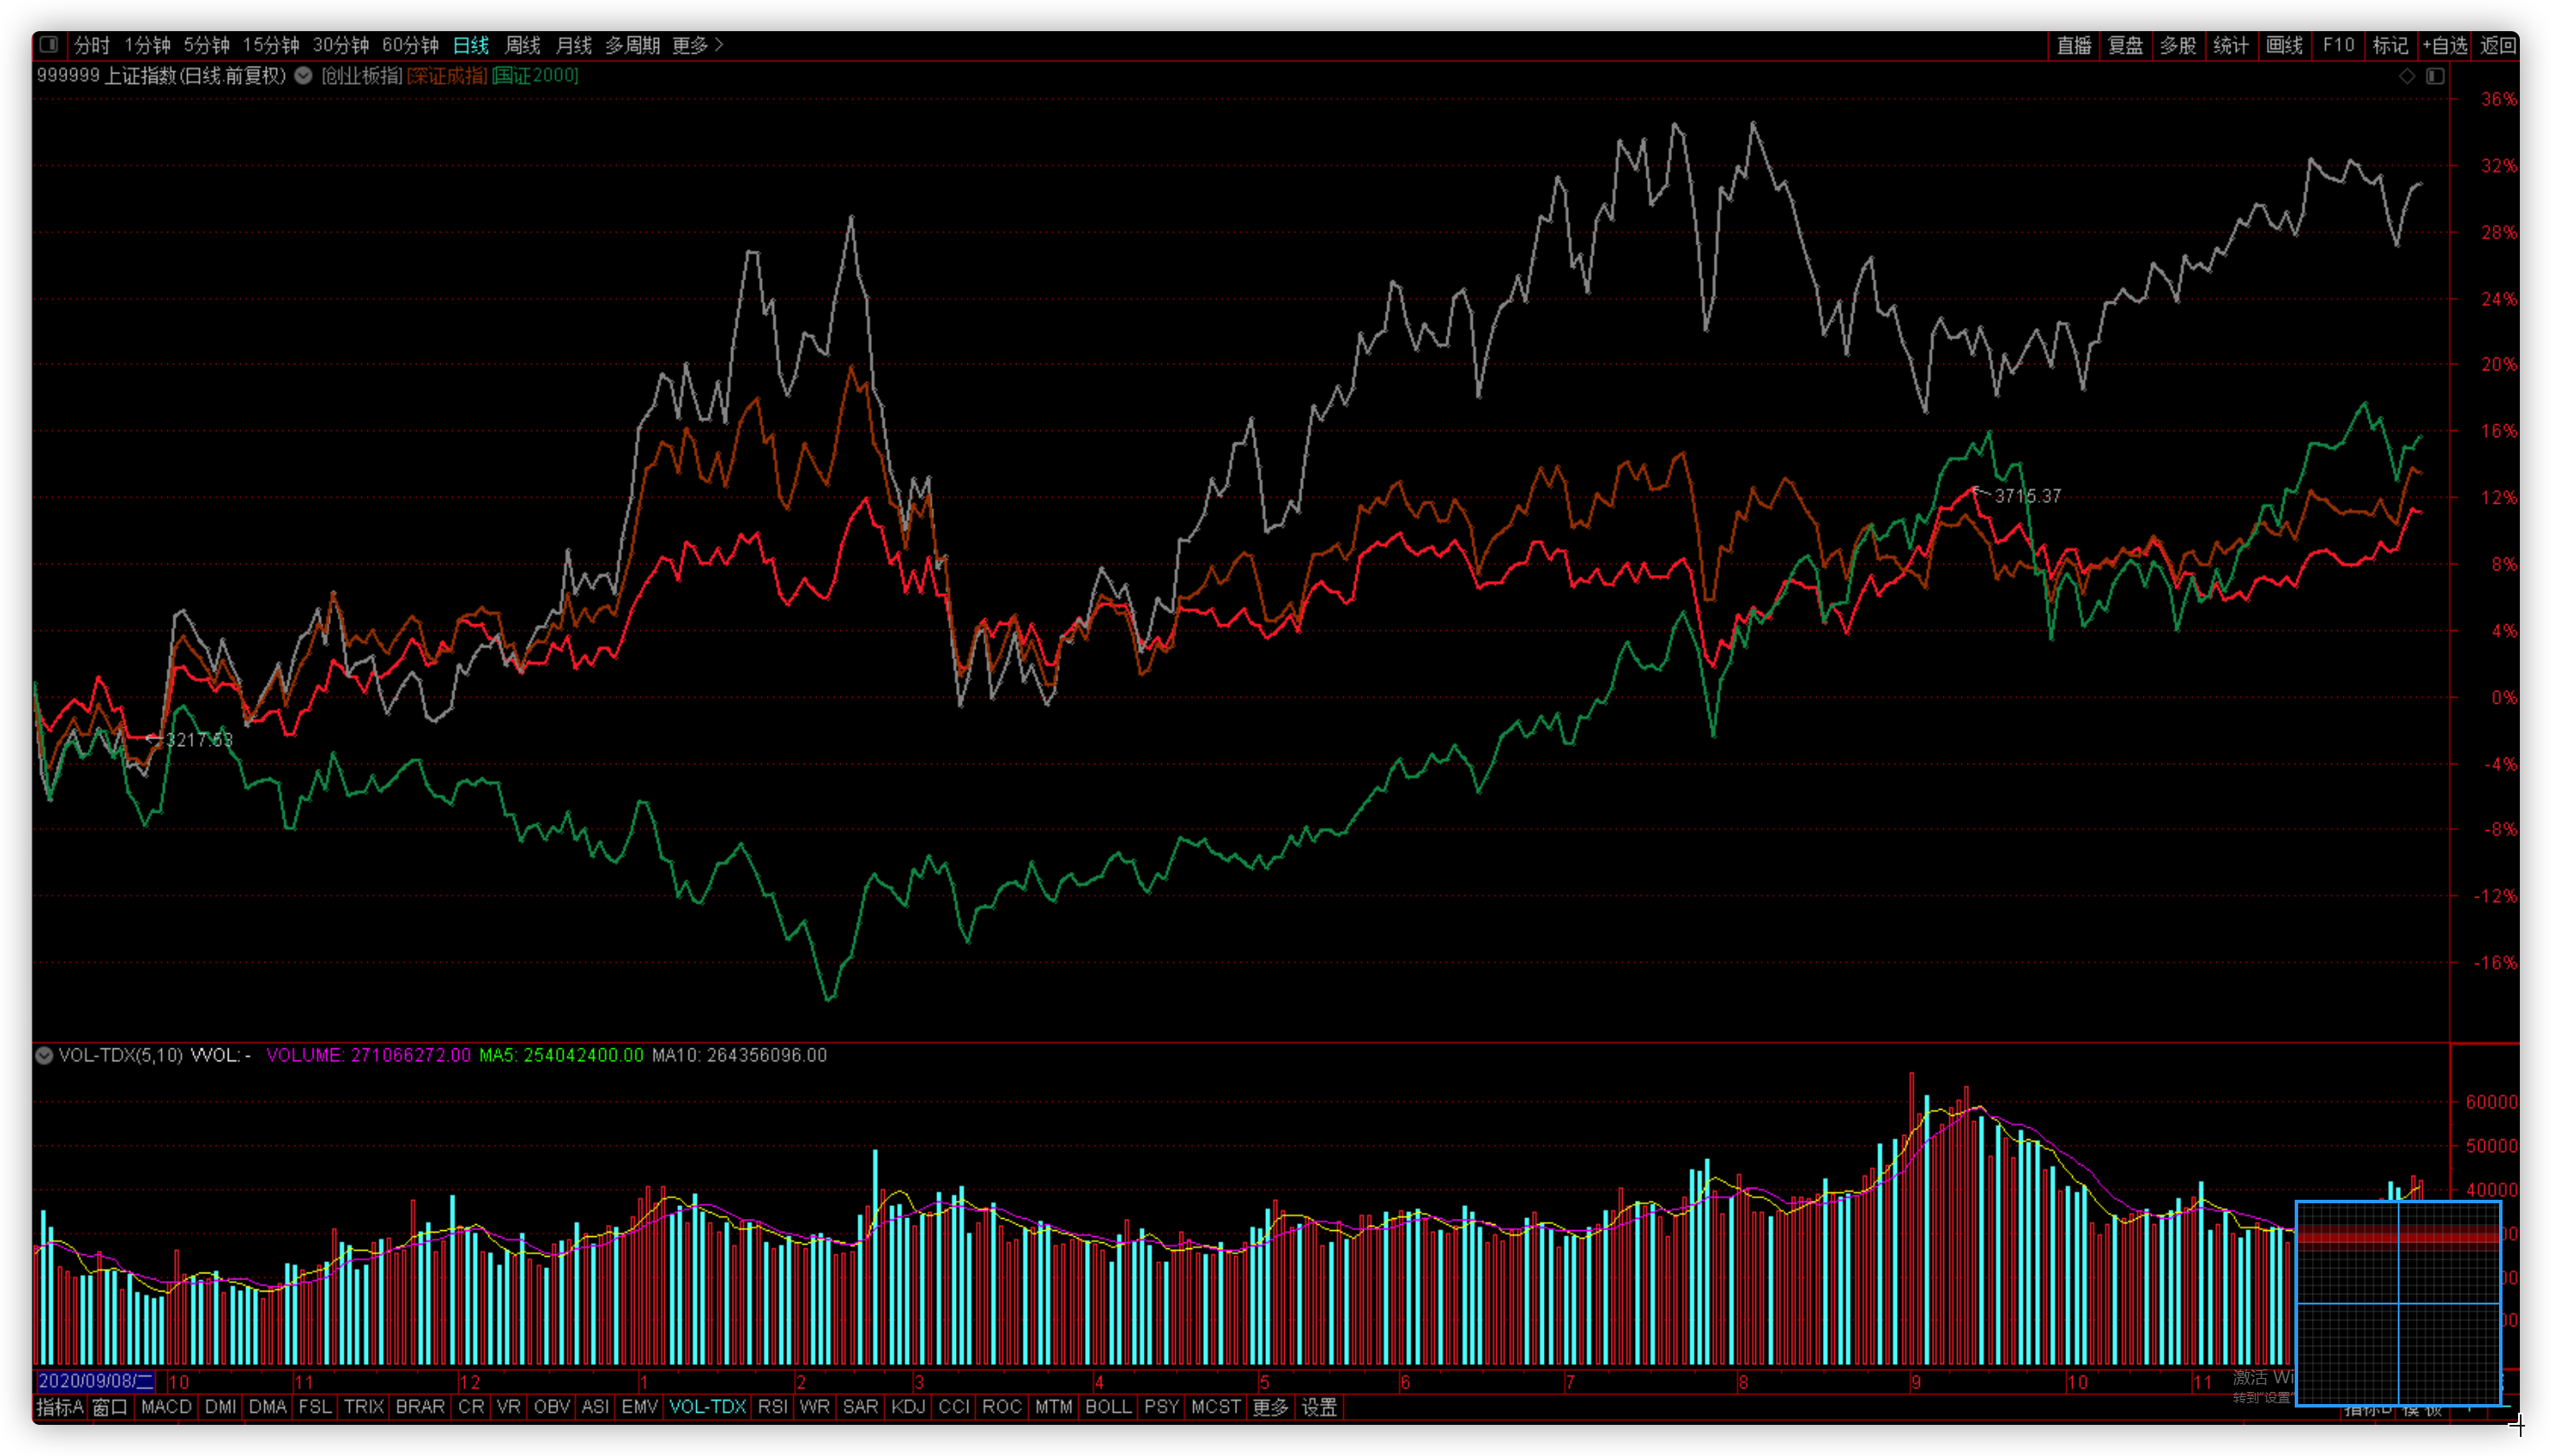 分时 1分钟 5分钟 15分钟 30分钟 60分钟 日线 周线 月线 多周期 更多 直播 复盘 多股 统计 画线 F10 标记 +自选 返回
999999 上证指数(日线.前复权) [创业板指] [深证成指] [国证2000]
36%
32%
28%
24%
20%
16%
12%
8%
4%
0%
-4%
-8%
-12%
-16%
3715.37
3217.53
VOL-TDX(5,10) VVOL: - VOLUME: 271066272.00 MA5: 254042400.00 MA10: 264356096.00
60000
50000
40000
2020/09/08/二 10 11 12 1 2 3 4 5 6 7 8 9 10 11
激活 Wi
转到"设置"
指标A 窗口 MACD DMI DMA FSL TRIX BRAR CR VR OBV ASI EMV VOL-TDX RSI WR SAR KDJ CCI ROC MTM BOLL PSY MCST 更多 设置